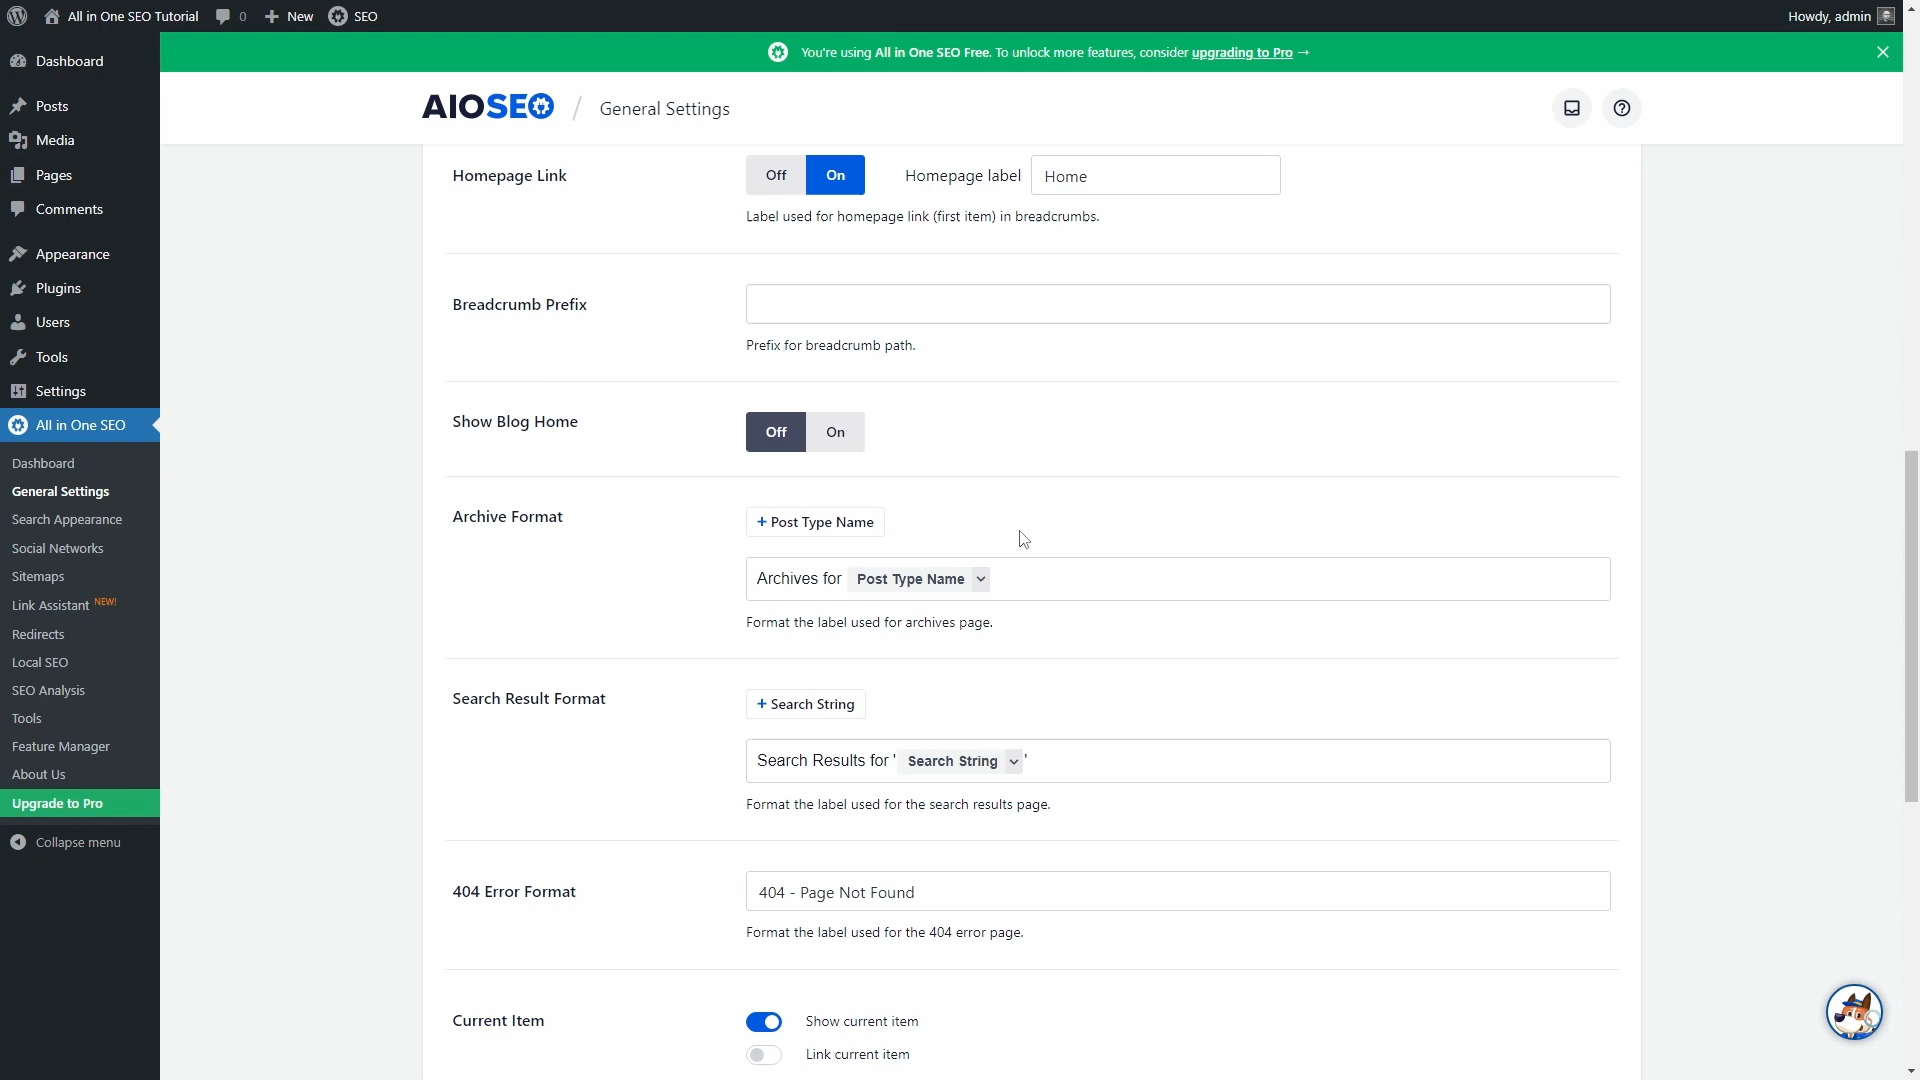 All in One SEO Tutorial 0 New SEO Howdy, admin
You're using All in One SEO Free. To unlock more features, consider upgrading to Pro →
Dashboard
Posts
Media
Pages
Comments
Appearance
Plugins
Users
Tools
Settings
All in One SEO
Dashboard
General Settings
Search Appearance
Social Networks
Sitemaps
Link Assistant NEW!
Redirects
Local SEO
SEO Analysis
Tools
Feature Manager
About Us
Upgrade to Pro
Collapse menu
AIOSEO / General Settings
Homepage Link
Off On Homepage label Home
Label used for homepage link (first item) in breadcrumbs.
Breadcrumb Prefix
Prefix for breadcrumb path.
Show Blog Home
Off On
Archive Format
+ Post Type Name
Archives for Post Type Name
Format the label used for archives page.
Search Result Format
+ Search String
Search Results for ' Search String '
Format the label used for the search results page.
404 Error Format
404 - Page Not Found
Format the label used for the 404 error page.
Current Item
Show current item
Link current item